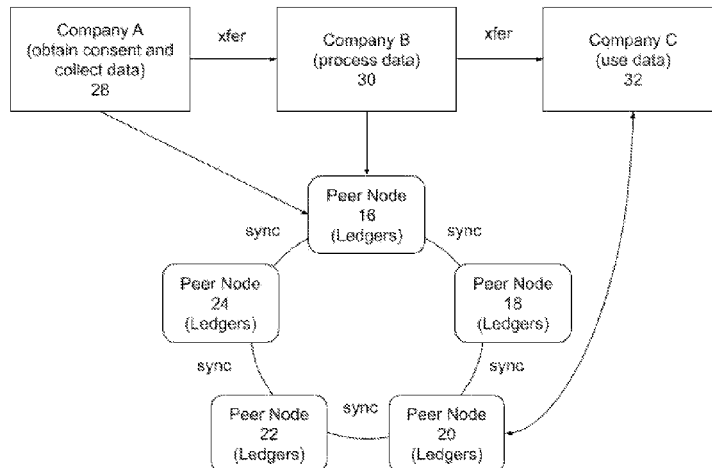 Company A
(obtain consent and
collect data)
28
xfer
Company B
(process data)
30
xfer
Company C
(use data)
32
Peer Node
16
(Ledgers)
sync
sync
Peer Node
24
(Ledgers)
Peer Node
18
(Ledgers)
sync
sync
Peer Node
22
(Ledgers)
sync
Peer Node
20
(Ledgers)